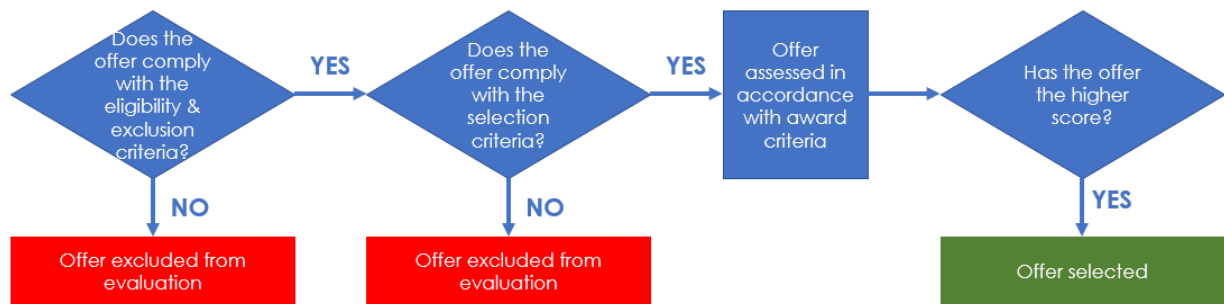 Does the
offer comply
with the
eligibility &
exclusion
criteria?
YES
Does the
offer comply
with the
selection
criteria?
YES
Offer
assessed in
accordance
with award
criteria
Has the offer
the higher
score?
NO
NO
YES
Offer excluded from
evaluation
Offer excluded from
evaluation
Offer selected